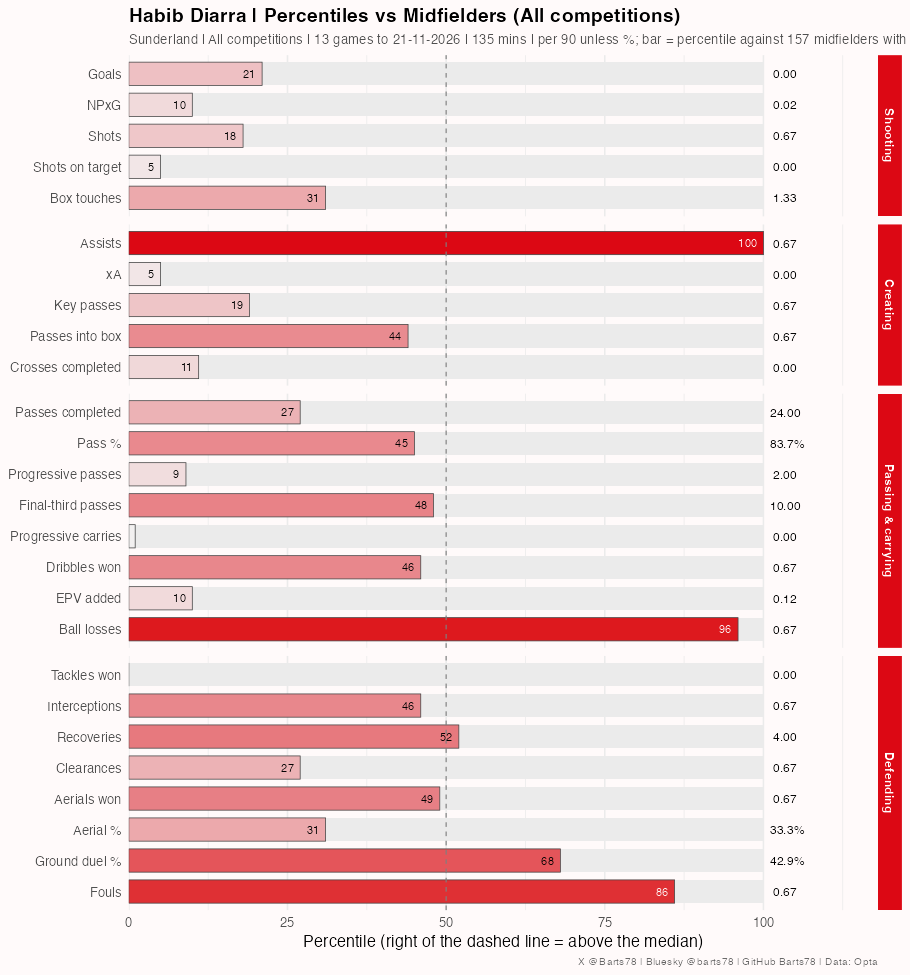 Habib Diarra | Percentiles vs Midfielders (All competitions)
Sunderland | All competitions | 13 games to 21-11-2026 | 135 mins | per 90 unless %; bar = percentile against 157 midfielders with
Goals 21 0.00
NPxG 10 0.02
Shots 18 0.67
Shots on target 5 0.00
Box touches 31 1.33
Shooting
Assists 100 0.67
xA 5 0.00
Key passes 19 0.67
Passes into box 44 0.67
Crosses completed 11 0.00
Creating
Passes completed 27 24.00
Pass % 45 83.7%
Progressive passes 9 2.00
Final-third passes 48 10.00
Progressive carries 0.00
Dribbles won 46 0.67
EPV added 10 0.12
Ball losses 96 0.67
Passing & carrying
Tackles won 0.00
Interceptions 46 0.67
Recoveries 52 4.00
Clearances 27 0.67
Aerials won 49 0.67
Aerial % 31 33.3%
Ground duel % 68 42.9%
Fouls 86 0.67
Defending
0 25 50 75 100
Percentile (right of the dashed line = above the median)
X @Barts78 | Bluesky @barts78 | GitHub Barts78 | Data: Opta